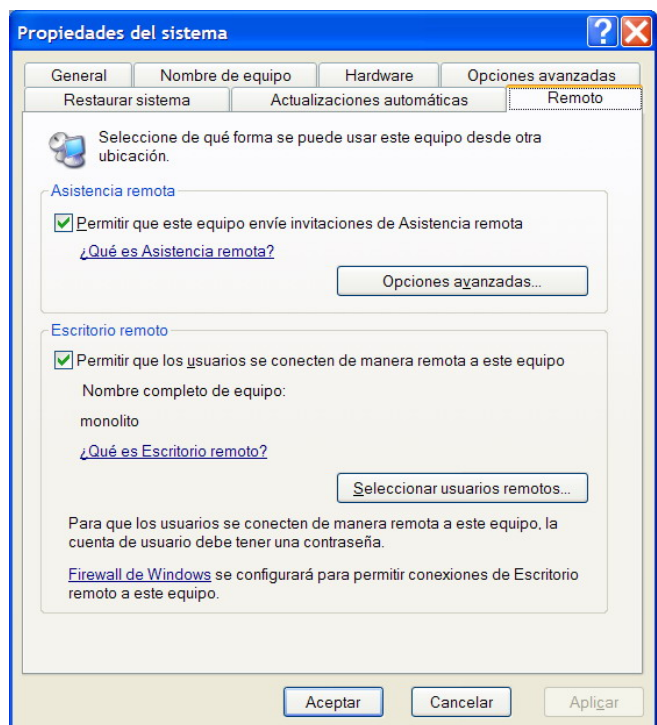 Propiedades del sistema
General
Nombre de equipo
Hardware
Opciones avanzadas
Restaurar sistema
Actualizaciones automáticas
Remoto
Seleccione de qué forma se puede usar este equipo desde otra
ubicación.
Asistencia remota
Permitir que este equipo envíe invitaciones de Asistencia remota
¿Qué es Asistencia remota?
Opciones avanzadas...
Escritorio remoto
Permitir que los usuarios se conecten de manera remota a este equipo
Nombre completo de equipo:
monolito
¿Qué es Escritorio remoto?
Seleccionar usuarios remotos...
Para que los usuarios se conecten de manera remota a este equipo, la
cuenta de usuario debe tener una contraseña.
Firewall de Windows se configurará para permitir conexiones de Escritorio
remoto a este equipo.
Aceptar
Cancelar
Aplicar